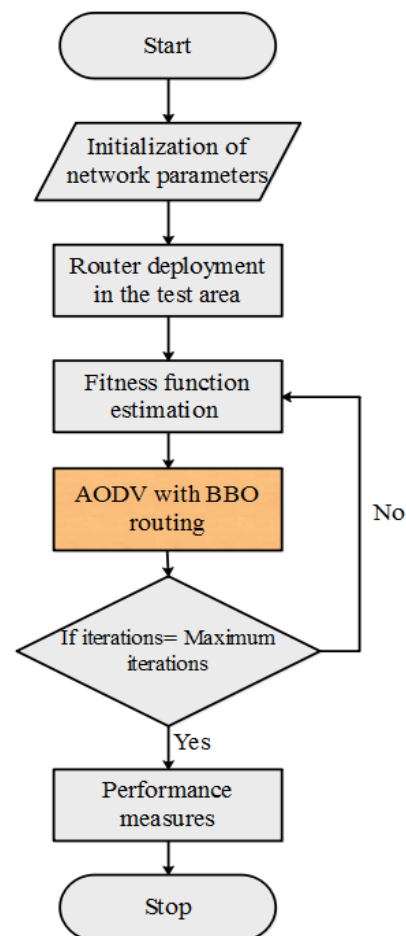 Start
Initialization of
network parameters
Router deployment
in the test area
Fitness function
estimation
AODV with BBO
routing
No
If iterations= Maximum
iterations
Yes
Performance
measures
Stop